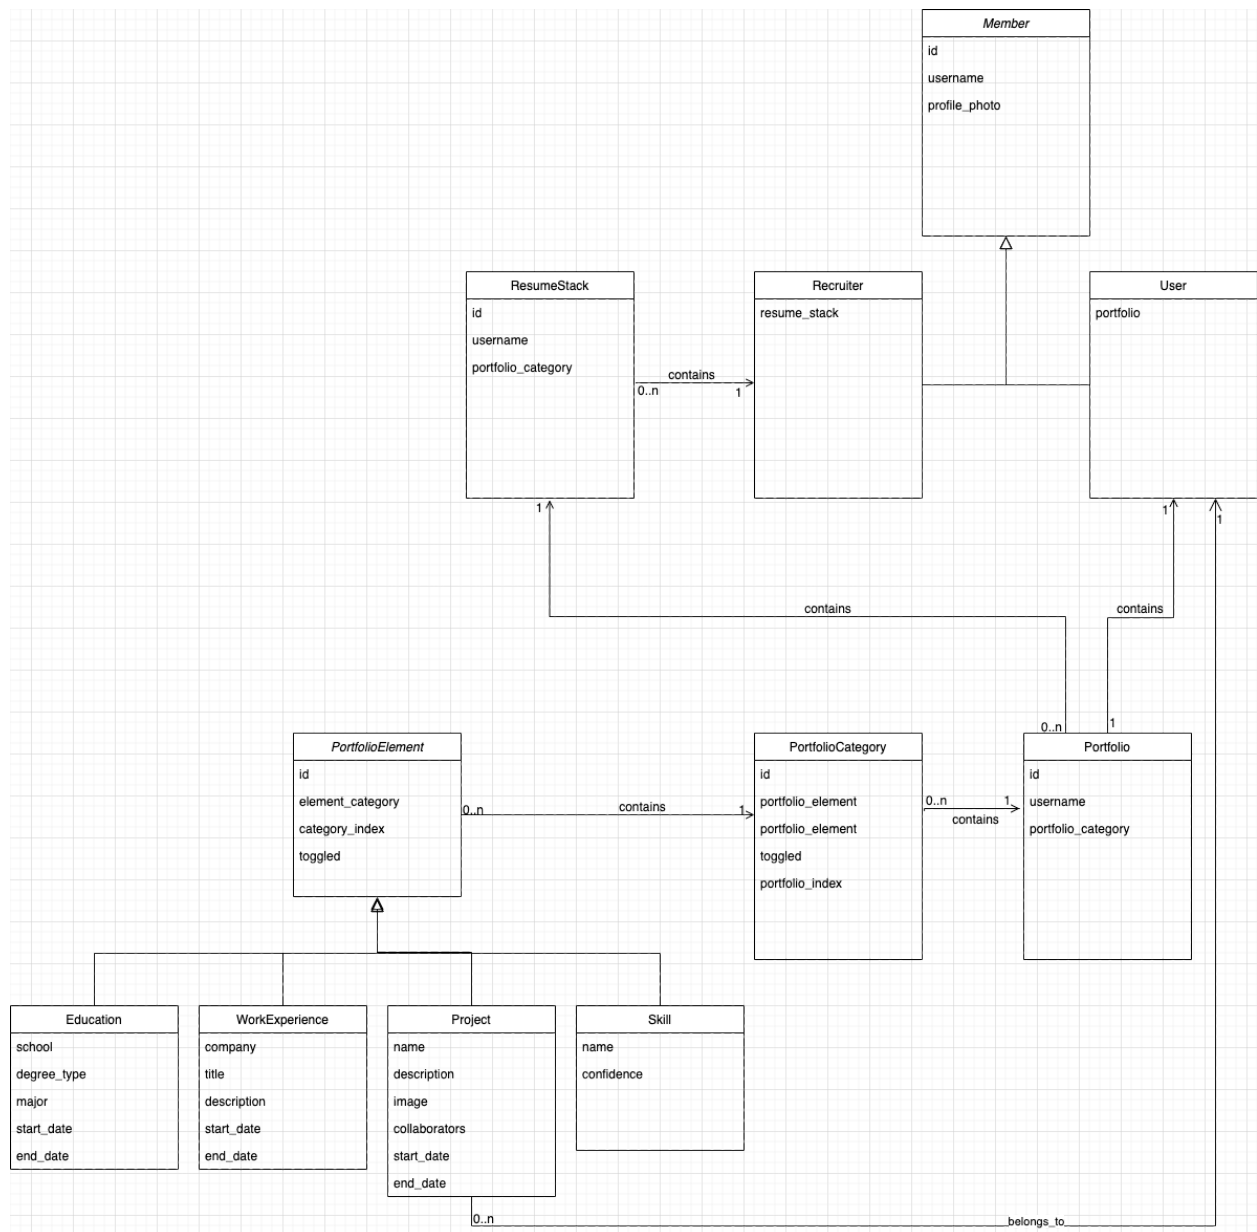 Member
id
username
profile_photo
ResumeStack
id
username
portfolio_category
contains
0..n
1
Recruiter
resume_stack
User
portfolio
1
1
1
contains
contains
0..n
1
PortfolioElement
id
element_category
category_index
toggled
0..n
contains
1
PortfolioCategory
id
portfolio_element
portfolio_element
toggled
portfolio_index
0..n
1
contains
Portfolio
id
username
portfolio_category
Education
school
degree_type
major
start_date
end_date
WorkExperience
company
title
description
start_date
end_date
Project
name
description
image
collaborators
start_date
end_date
Skill
name
confidence
0..n
belongs_to